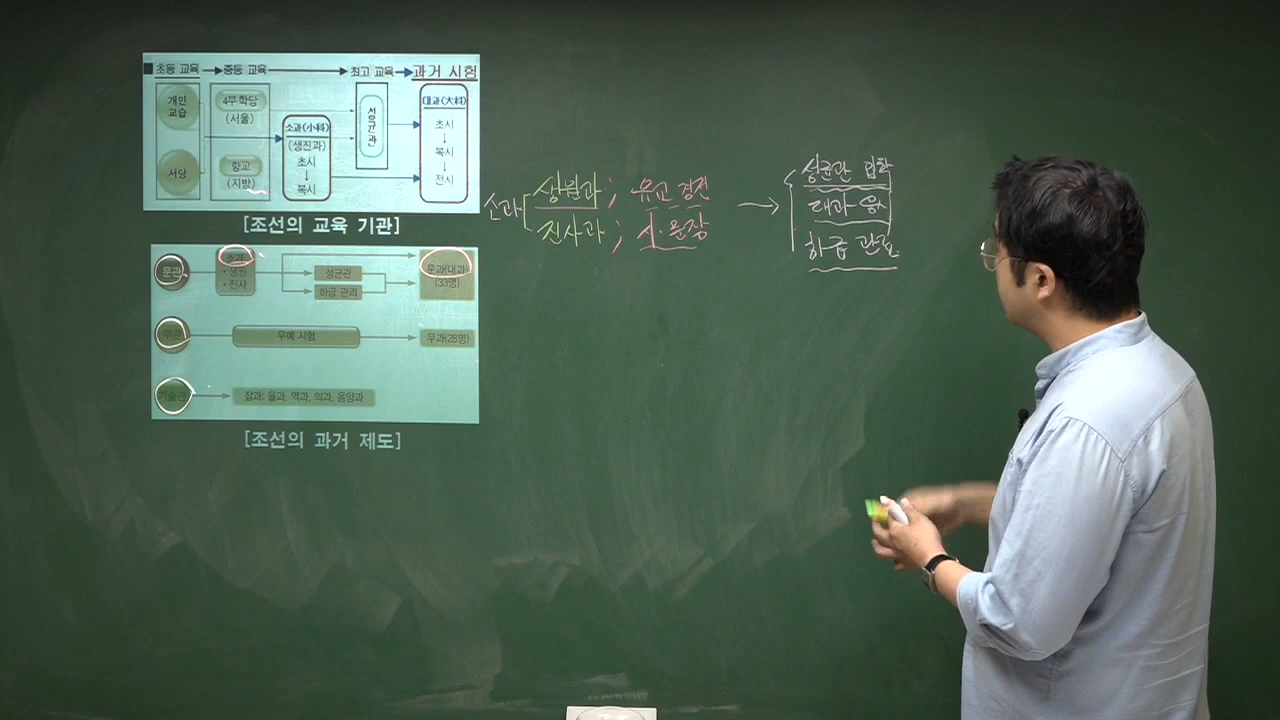 ■ 초등 교육 → 중등 교육 → 최고 교육 → 과거 시험
개인
교습
서당
4부 학당
(서울)
향교
(지방)
소과(小科)
(생진과)
초시
↓
복시
성균관
대과(大科)
초시
↓
복시
↓
전시
[조선의 교육 기관]
문관
소과
• 생원
• 진사
성균관
하급 관리
문과(대과)
(33명)
무관
무예 시험
무과(28명)
기술관
잡과: 율과, 역과, 의과, 음양과
[조선의 과거 제도]
소과
생원과 ; 유교 경전
진사과 ; 시·문장
→
성균관 입학
대과 응시
하급 관리